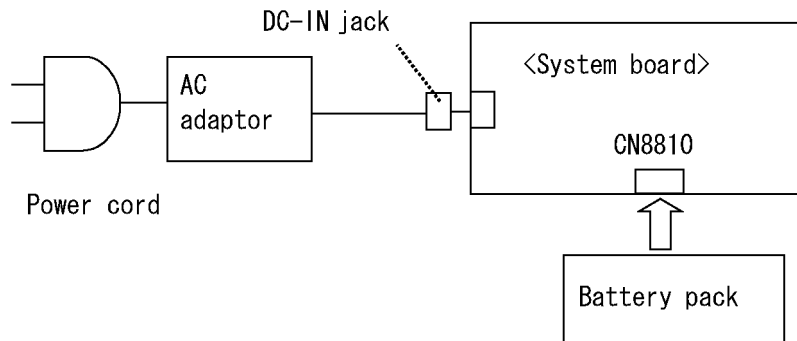 DC-IN jack
<System board>
AC
adaptor
CN8810
Power cord
Battery pack